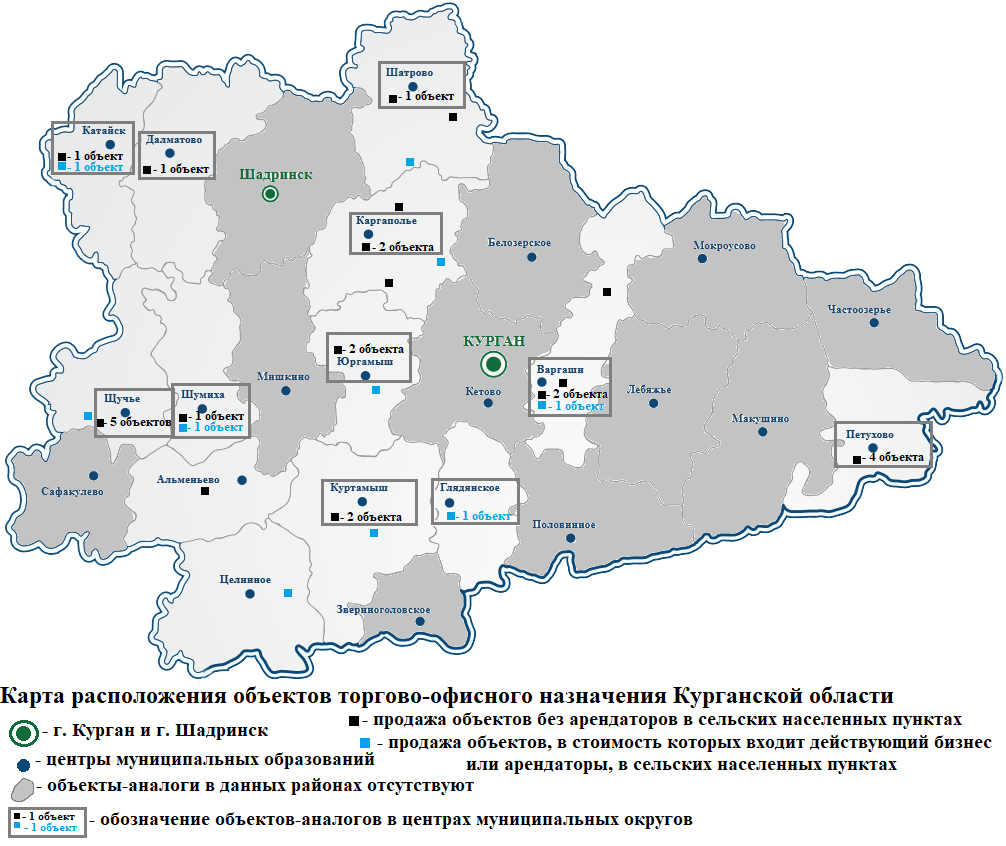 Шатрово
- 1 объект
Катайск
- 1 объект
- 1 объект
Далматово
- 1 объект
Шадринск
Каргаполье
- 2 объекта
Белозерское
Мокроусово
Частоозерье
КУРГАН
Кетово
- 2 объекта
Юргамыш
Варгаши
- 2 объекта
- 1 объект
Лебяжье
Макушино
Петухово
- 4 объекта
Мишкино
Щучье
- 5 объектов
Шумиха
- 1 объект
- 1 объект
Сафакулево
Альменьево
Куртамыш
- 2 объекта
Глядянское
- 1 объект
Половинное
Целинное
Звериноголовское
Карта расположения объектов торгово-офисного назначения Курганской области
- г. Курган и г. Шадринск
- центры муниципальных образований
- объекты-аналоги в данных районах отсутствуют
- 1 объект
- 1 объект
- обозначение объектов-аналогов в центрах муниципальных округов
- продажа объектов без арендаторов в сельских населенных пунктах
- продажа объектов, в стоимость которых входит действующий бизнес
или арендаторы, в сельских населенных пунктах